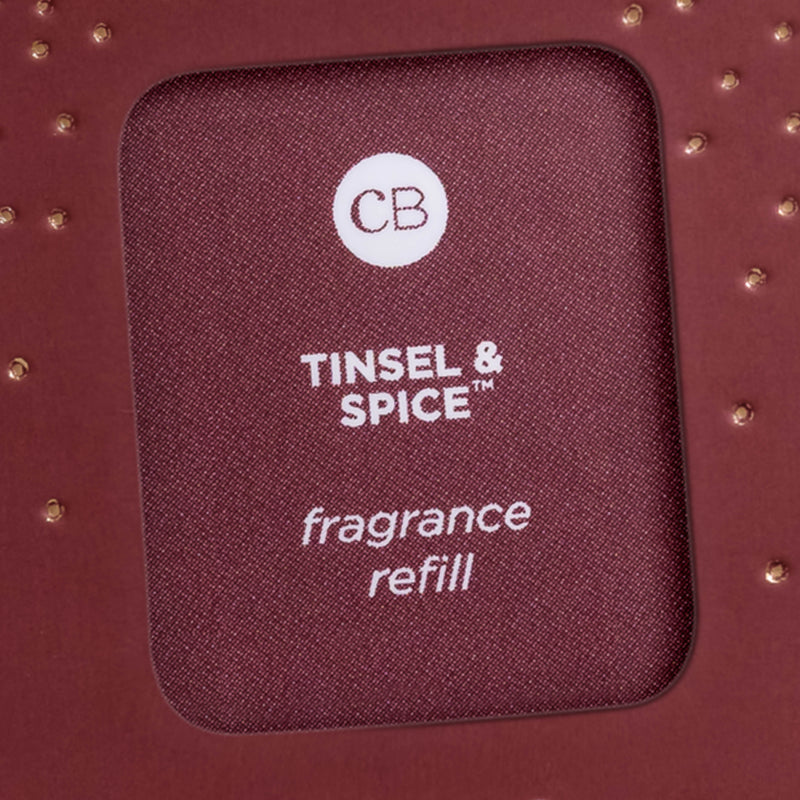 CB
TINSEL &
SPICE™
fragrance
refill